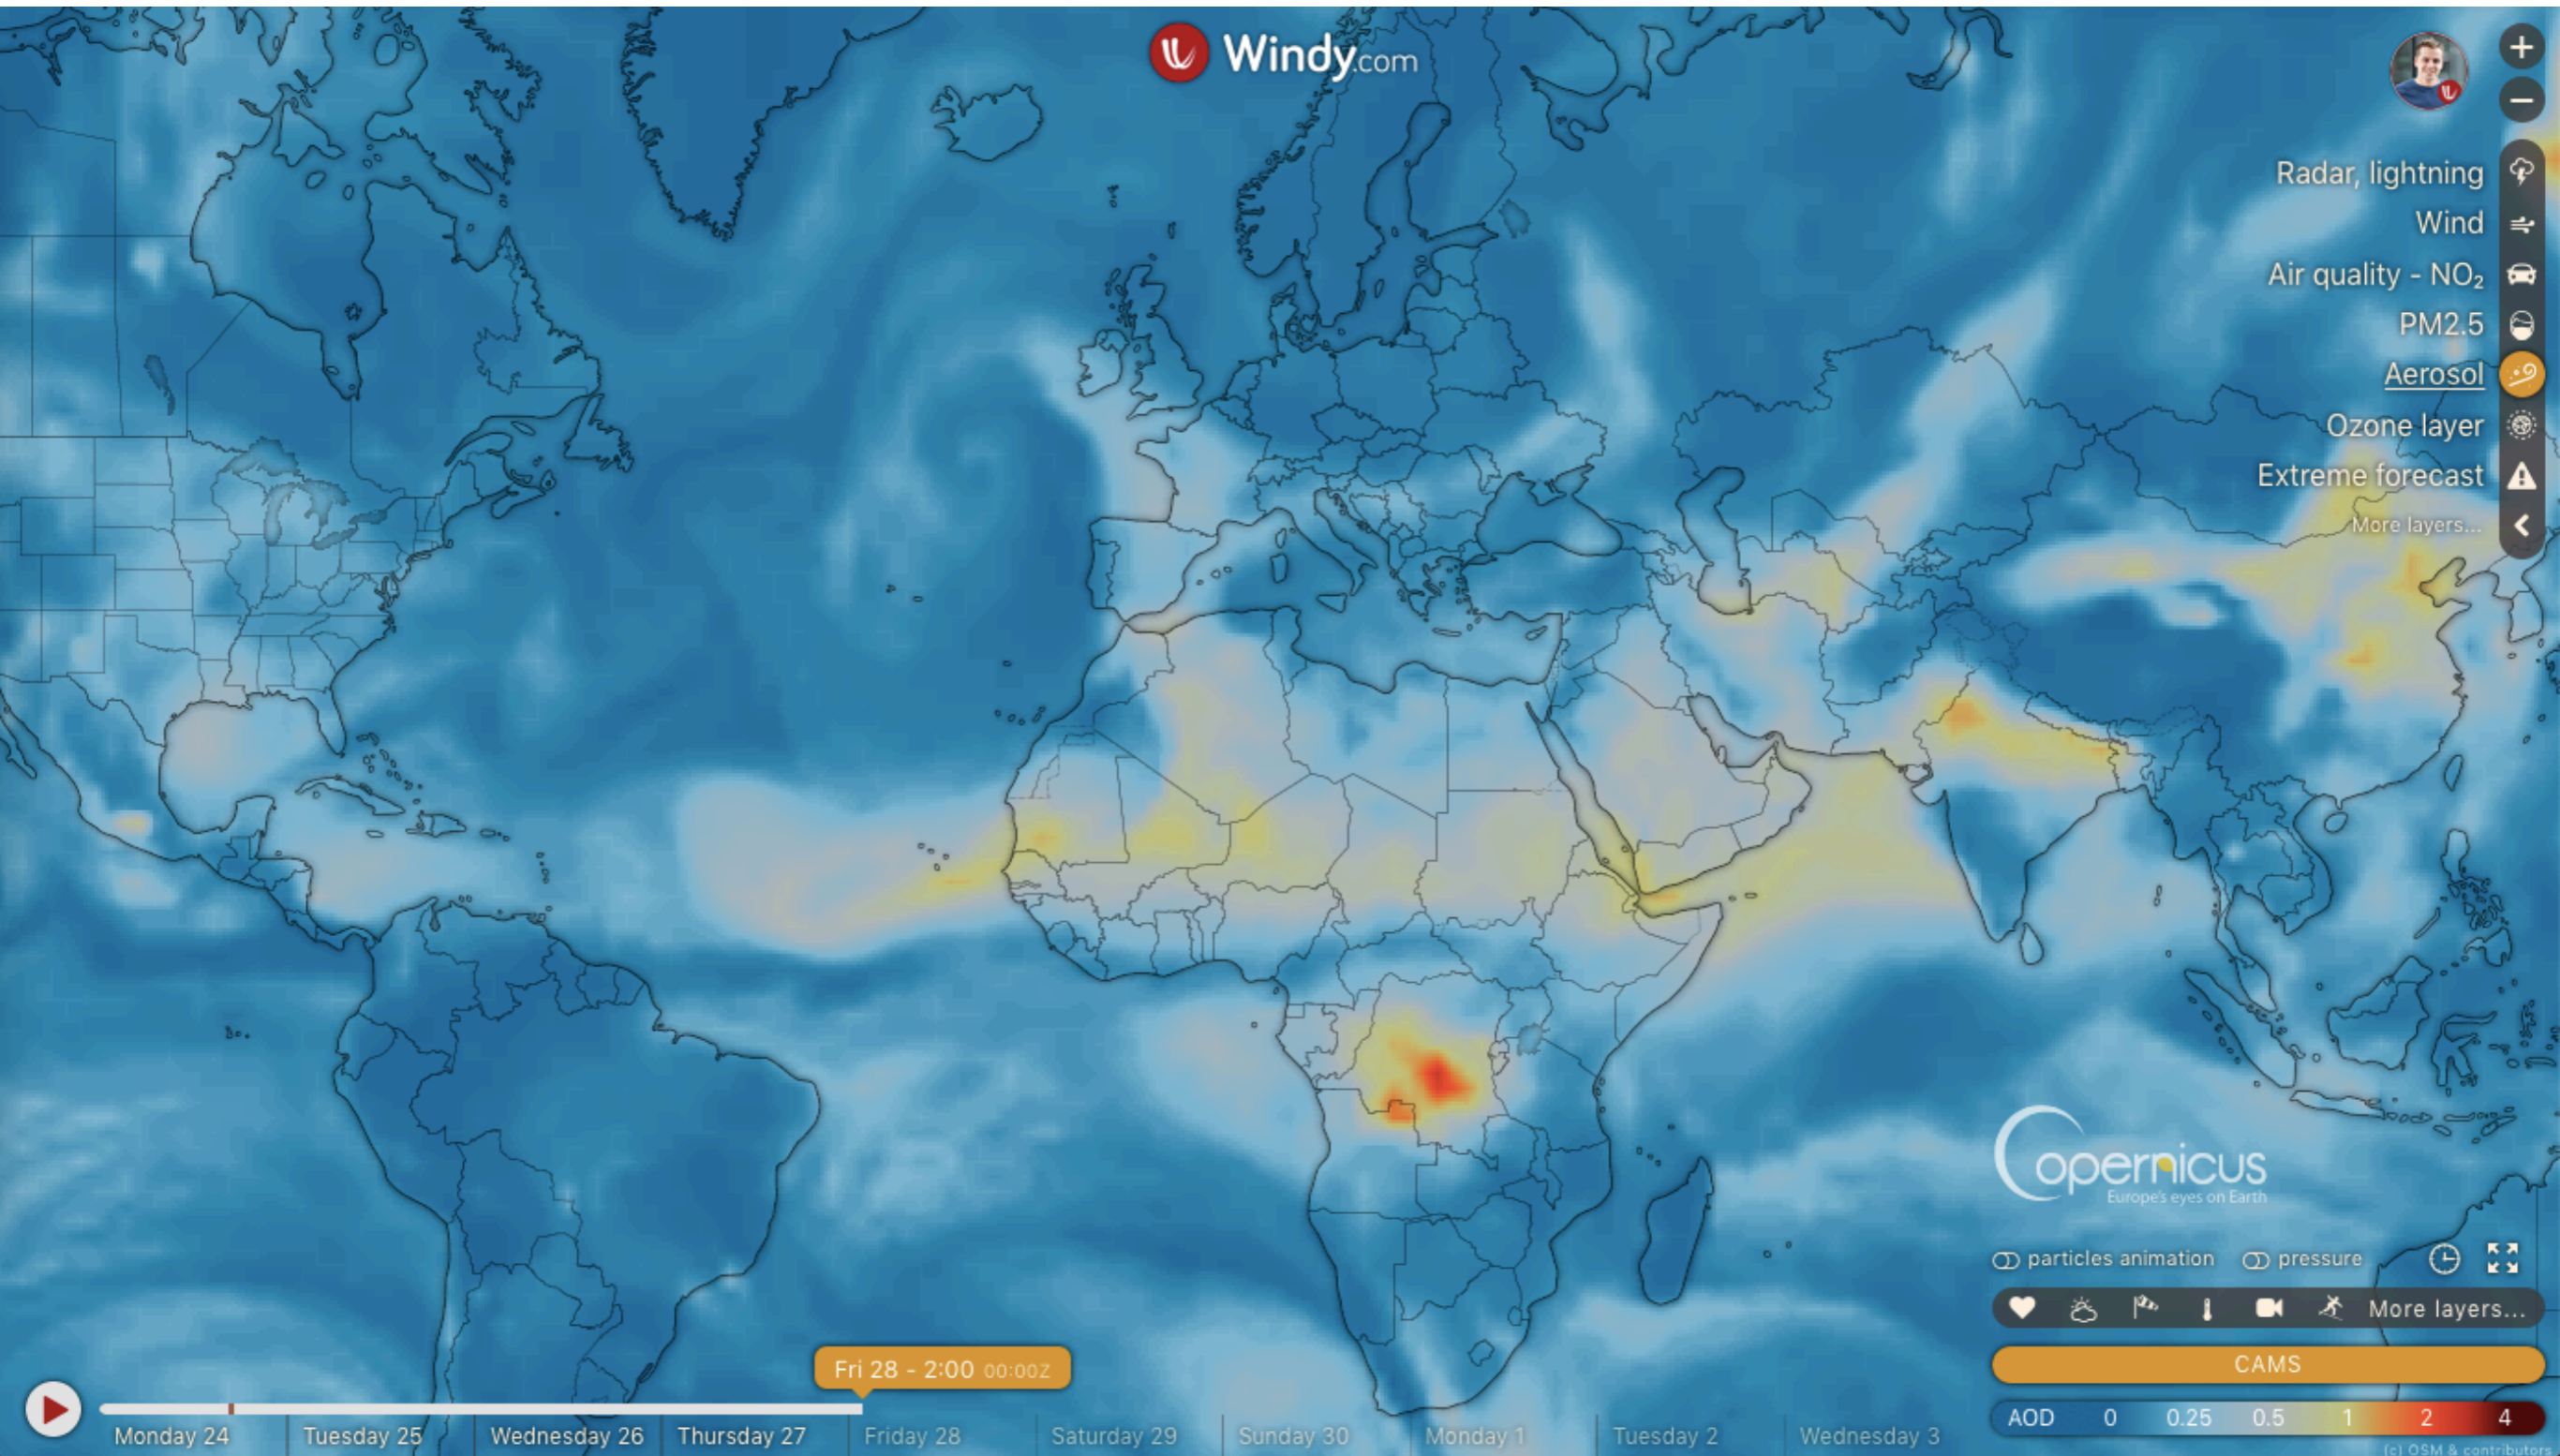 Windy.com
Radar, lightning
Wind
Air quality - NO₂
PM2.5
Aerosol
Ozone layer
Extreme forecast
More layers...
Copernicus
Europe's eyes on Earth
particles animation
pressure
More layers...
CAMS
AOD 0 0.25 0.5 1 2 4
(c) OSM & contributors
Fri 28 - 2:00 00:00Z
Monday 24 Tuesday 25 Wednesday 26 Thursday 27 Friday 28 Saturday 29 Sunday 30 Monday 1 Tuesday 2 Wednesday 3